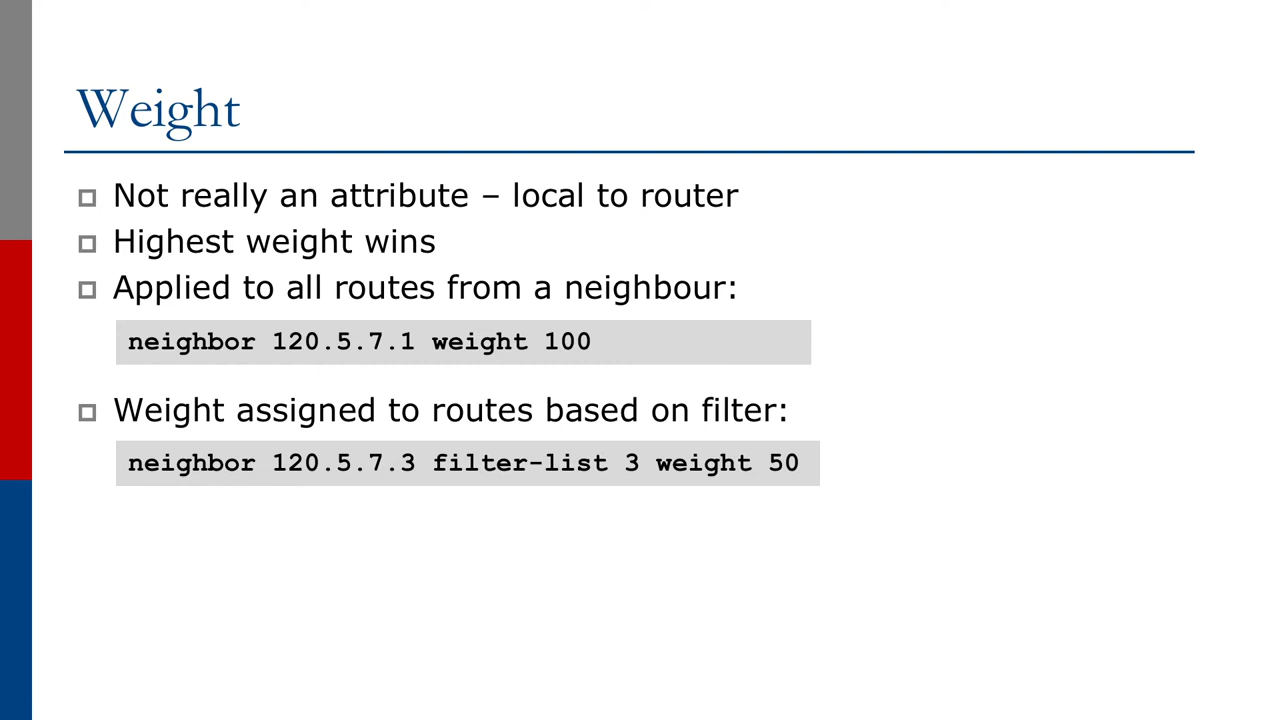 Weight
Not really an attribute – local to router
Highest weight wins
Applied to all routes from a neighbour:
neighbor 120.5.7.1 weight 100
Weight assigned to routes based on filter:
neighbor 120.5.7.3 filter-list 3 weight 50